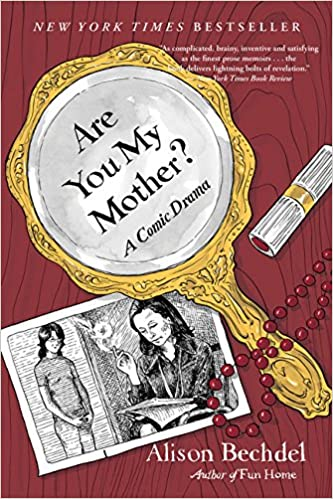 NEW YORK TIMES BESTSELLER
"As complicated, brainy, inventive and satisfying
as the finest prose memoirs . . . the
book delivers lightning bolts of revelation."
York Times Book Review
Are
You My
Mother?
A Comic Drama
Alison Bechdel
Author of Fun Home